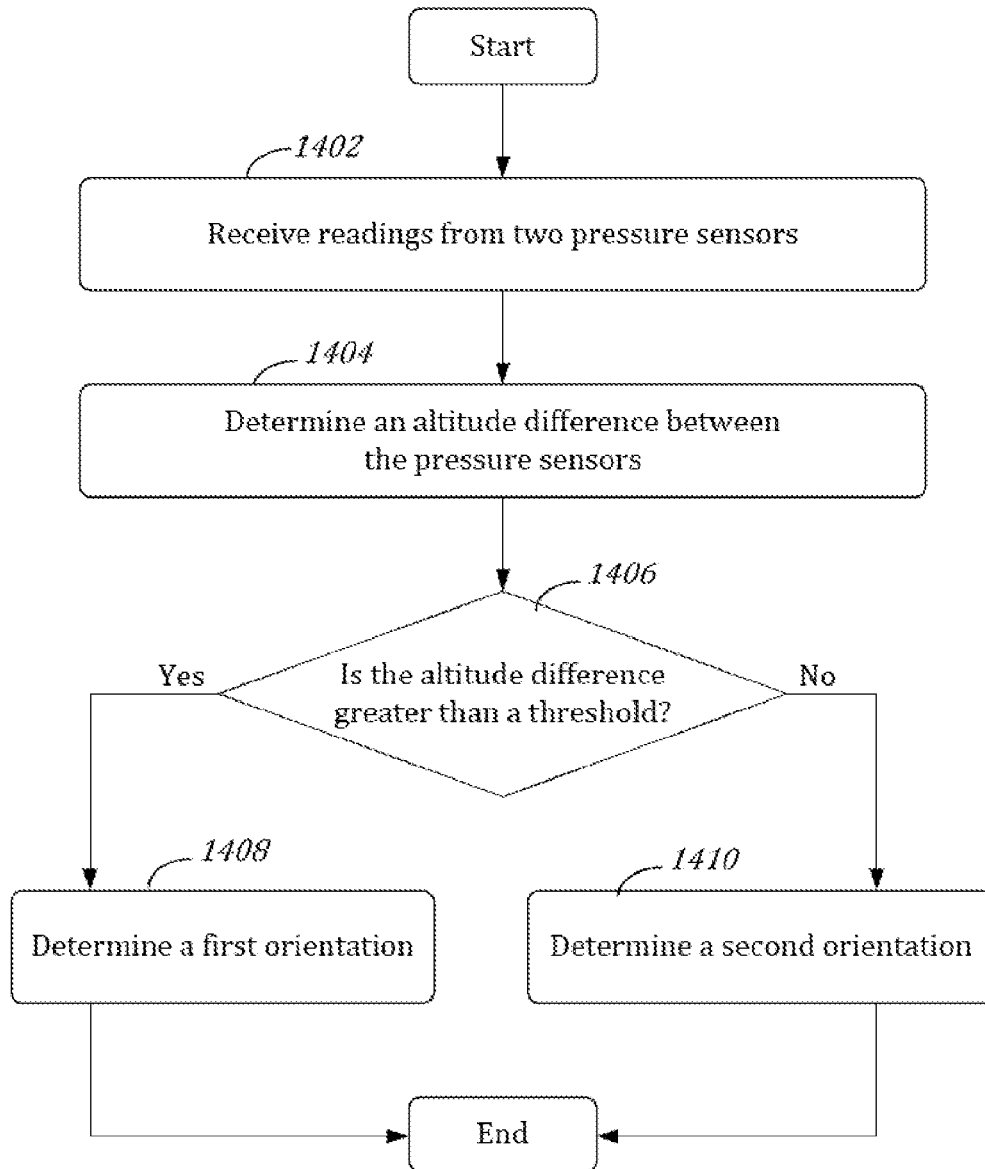 Start
1402
Receive readings from two pressure sensors
1404
Determine an altitude difference between
the pressure sensors
1406
Yes
Is the altitude difference
greater than a threshold?
No
1408
1410
Determine a first orientation
Determine a second orientation
End